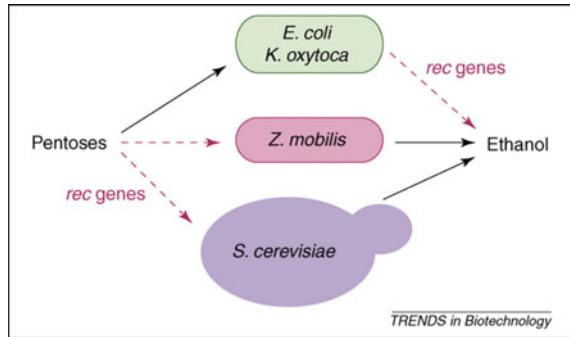 E. coli
K. oxytoca
rec genes
Pentoses
Z. mobilis
Ethanol
rec genes
S. cerevisiae
TRENDS in Biotechnology